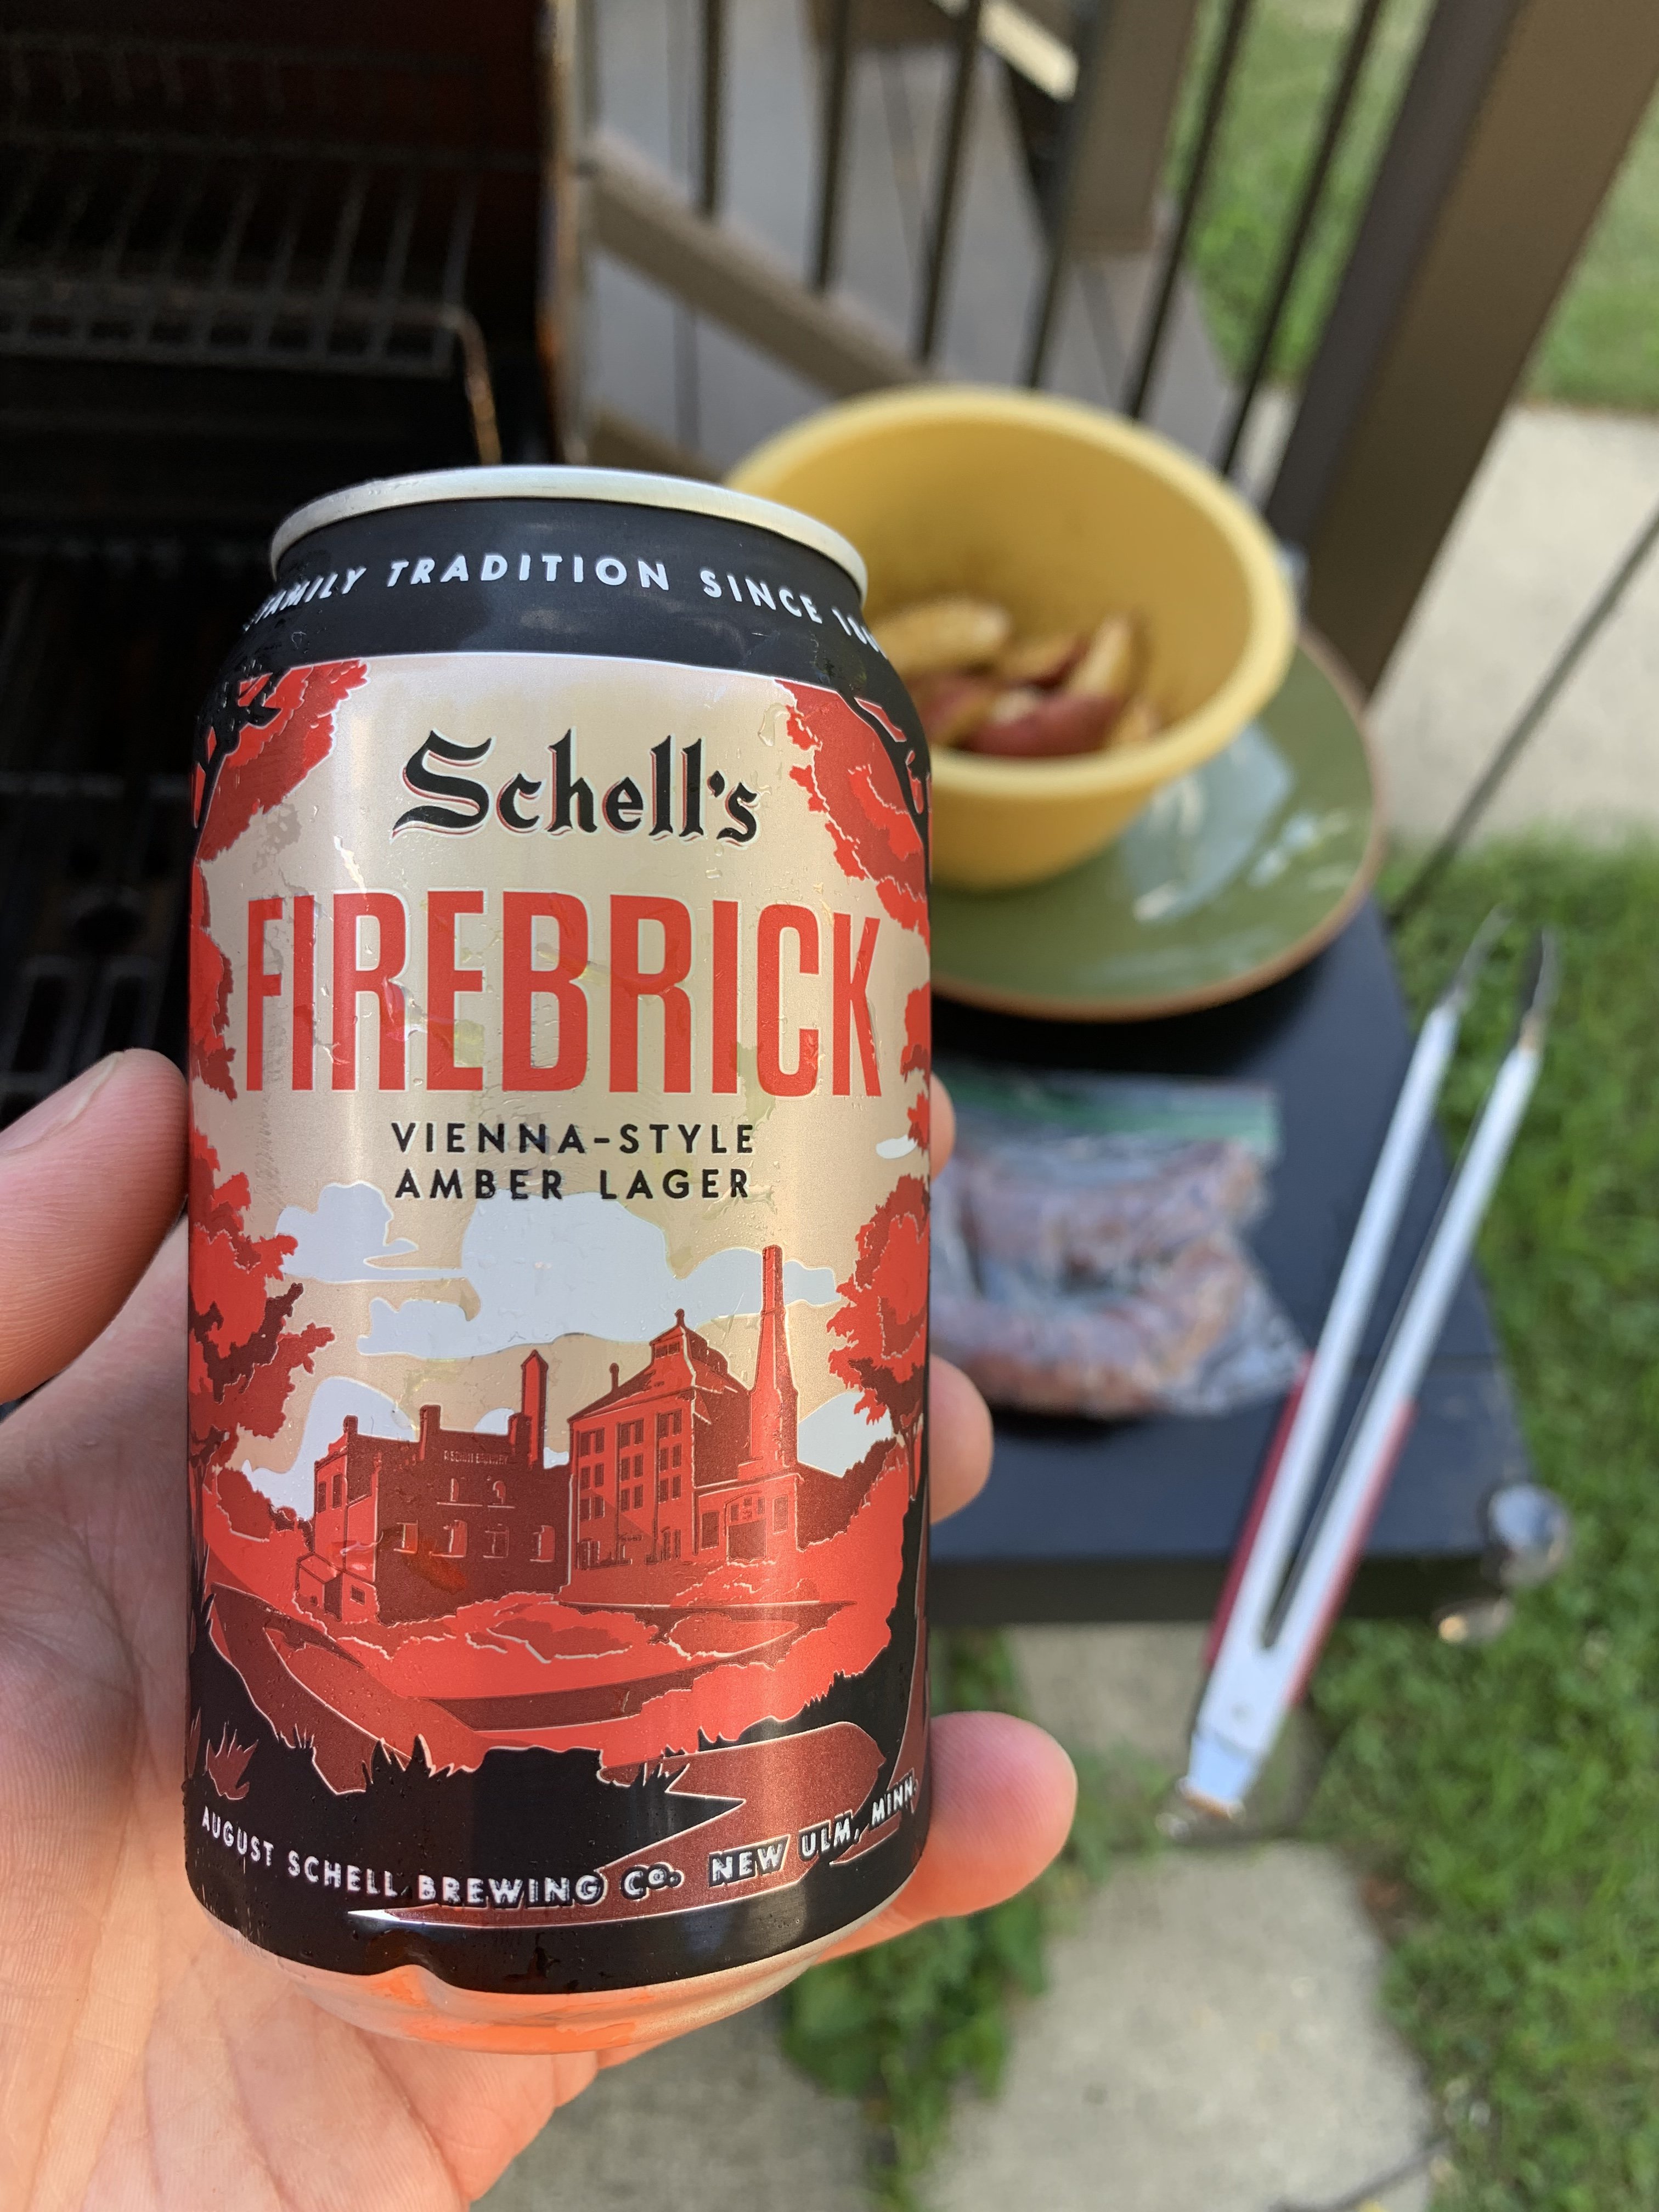 FAMILY TRADITION SINCE
Schell's
FIREBRICK
VIENNA-STYLE
AMBER LAGER
AUGUST SCHELL BREWING Co. NEW ULM, MINN.